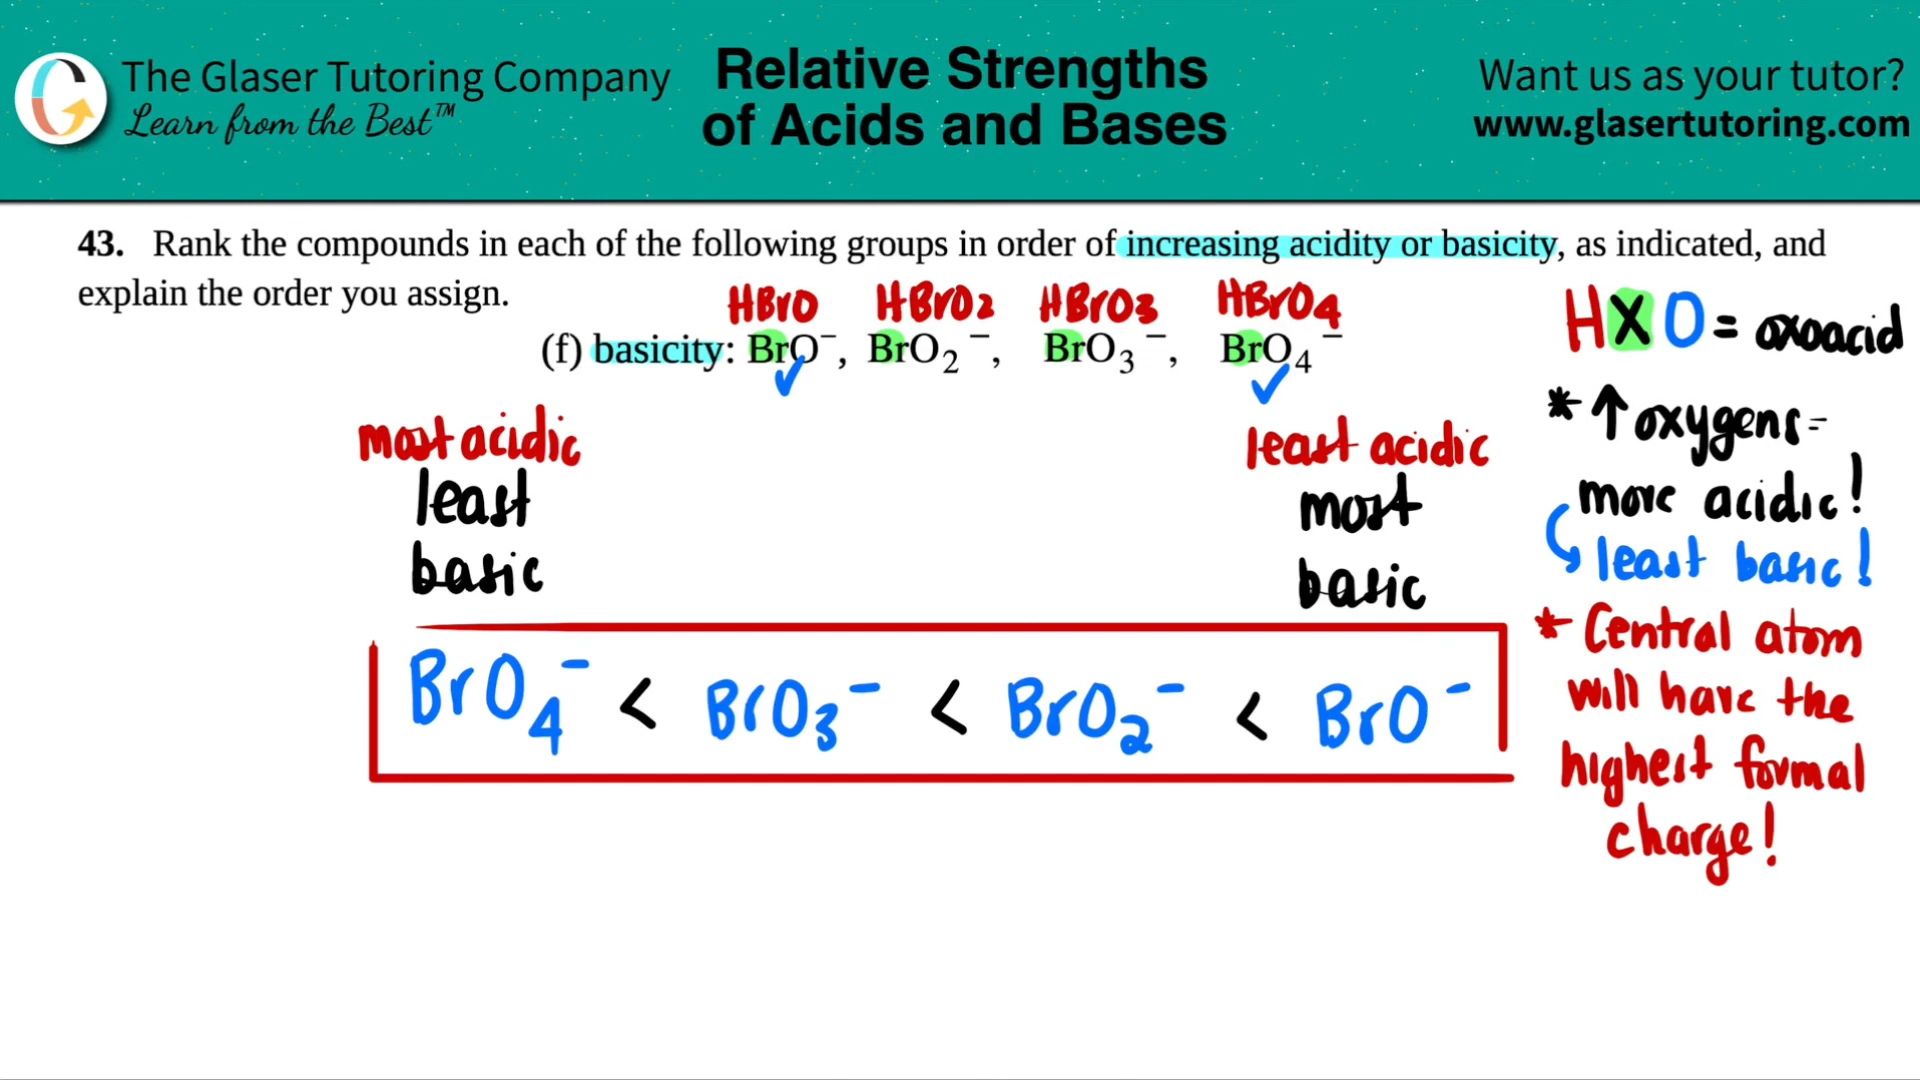 The Glaser Tutoring Company
Learn from the Best™
Relative Strengths
of Acids and Bases
Want us as your tutor?
www.glasertutoring.com
43. Rank the compounds in each of the following groups in order of increasing acidity or basicity, as indicated, and
explain the order you assign.
HBrO HBrO2 HBrO3 HBrO4
(f) basicity: BrO⁻, BrO₂⁻, BrO₃⁻, BrO₄⁻
most acidic
least
basic
least acidic
most
basic
BrO₄⁻ < BrO₃⁻ < BrO₂⁻ < BrO⁻
HXO = oxoacid
* ↑ oxygens =
more acidic!
least basic!
* Central atom
will have the
highest formal
charge!